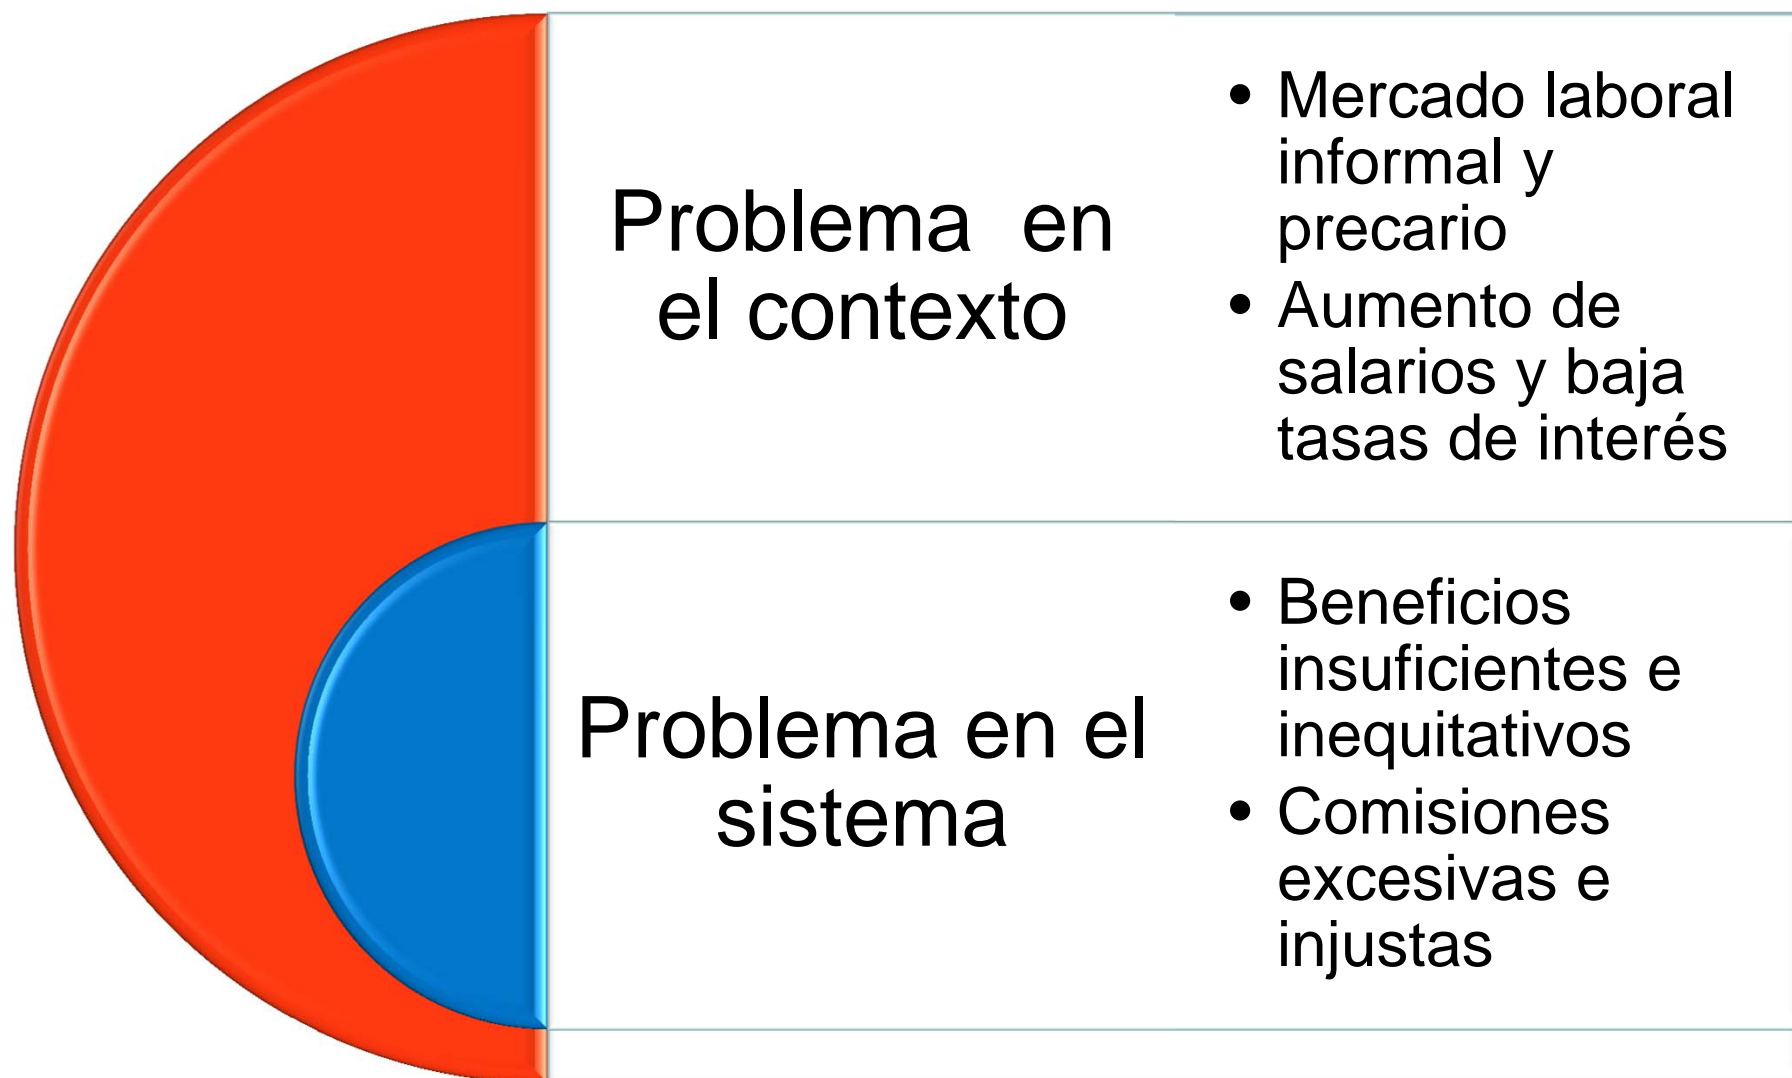 Problema  en
el contexto
• Mercado laboral
informal y
precario
• Aumento de
salarios y baja
tasas de interés
Problema en el
sistema
• Beneficios
insuficientes e
inequitativos
• Comisiones
excesivas e
injustas